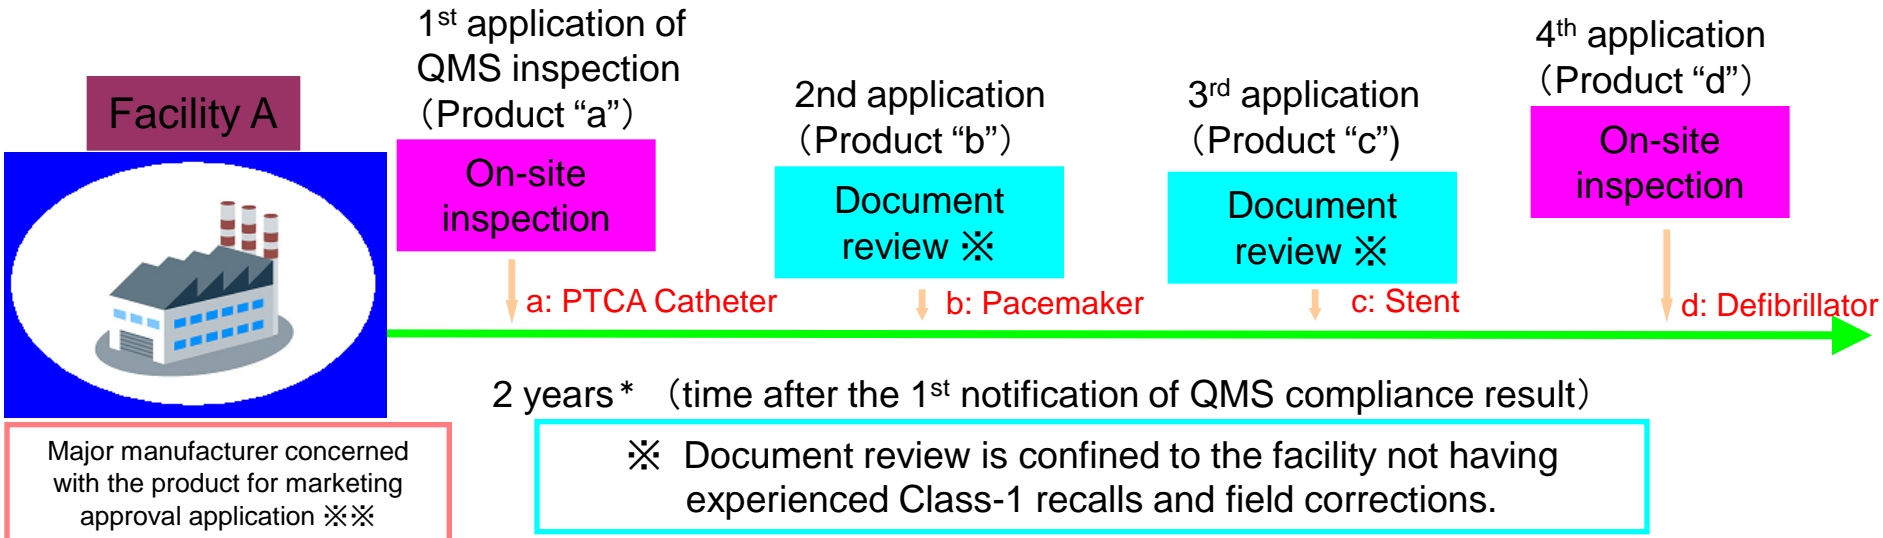 Facility A
1st application of
QMS inspection
（Product “a”）
On-site
inspection
2nd application
（Product “b”）
Document
review ※
3rd application
（Product “c”)
Document
review ※
4th application
（Product “d”）
On-site
inspection
a: PTCA Catheter
b: Pacemaker
c: Stent
d: Defibrillator
2 years* （time after the 1st notification of QMS compliance result）
Major manufacturer concerned
with the product for marketing
approval application ※※
※ Document review is confined to the facility not having
experienced Class-1 recalls and field corrections.